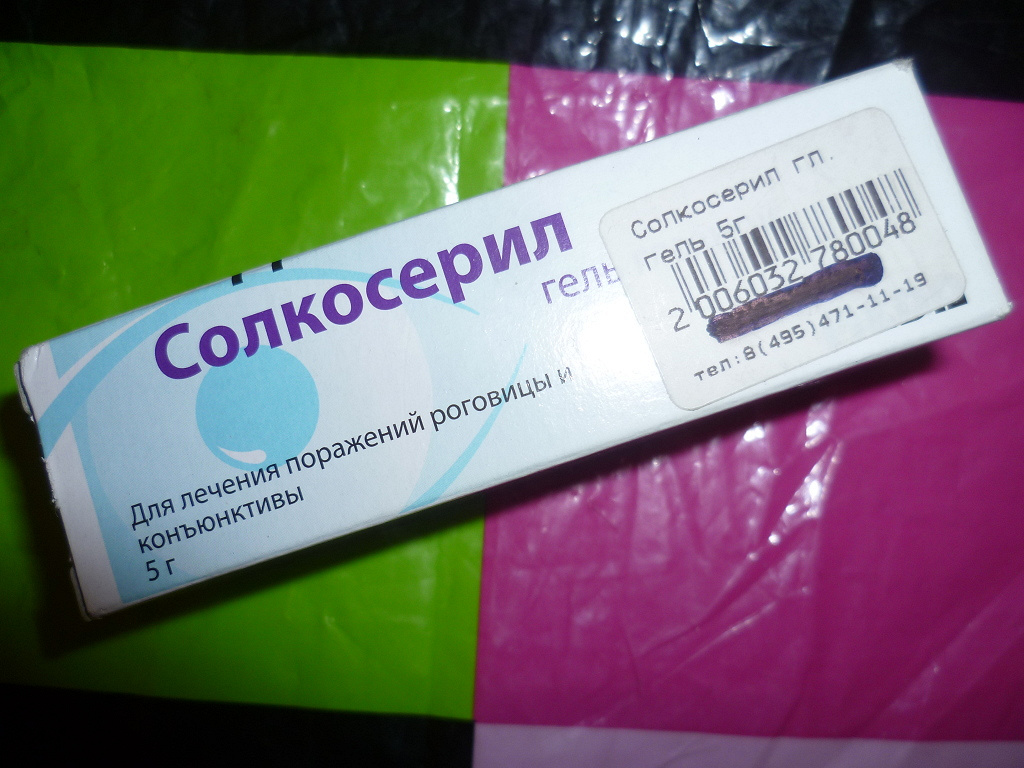 Солкосерил
гель
Для лечения поражений роговицы и
конъюнктивы
5 г
Солкосерил гл.
гель 5г
2 006032 780048
тел:8(495)471-11-19